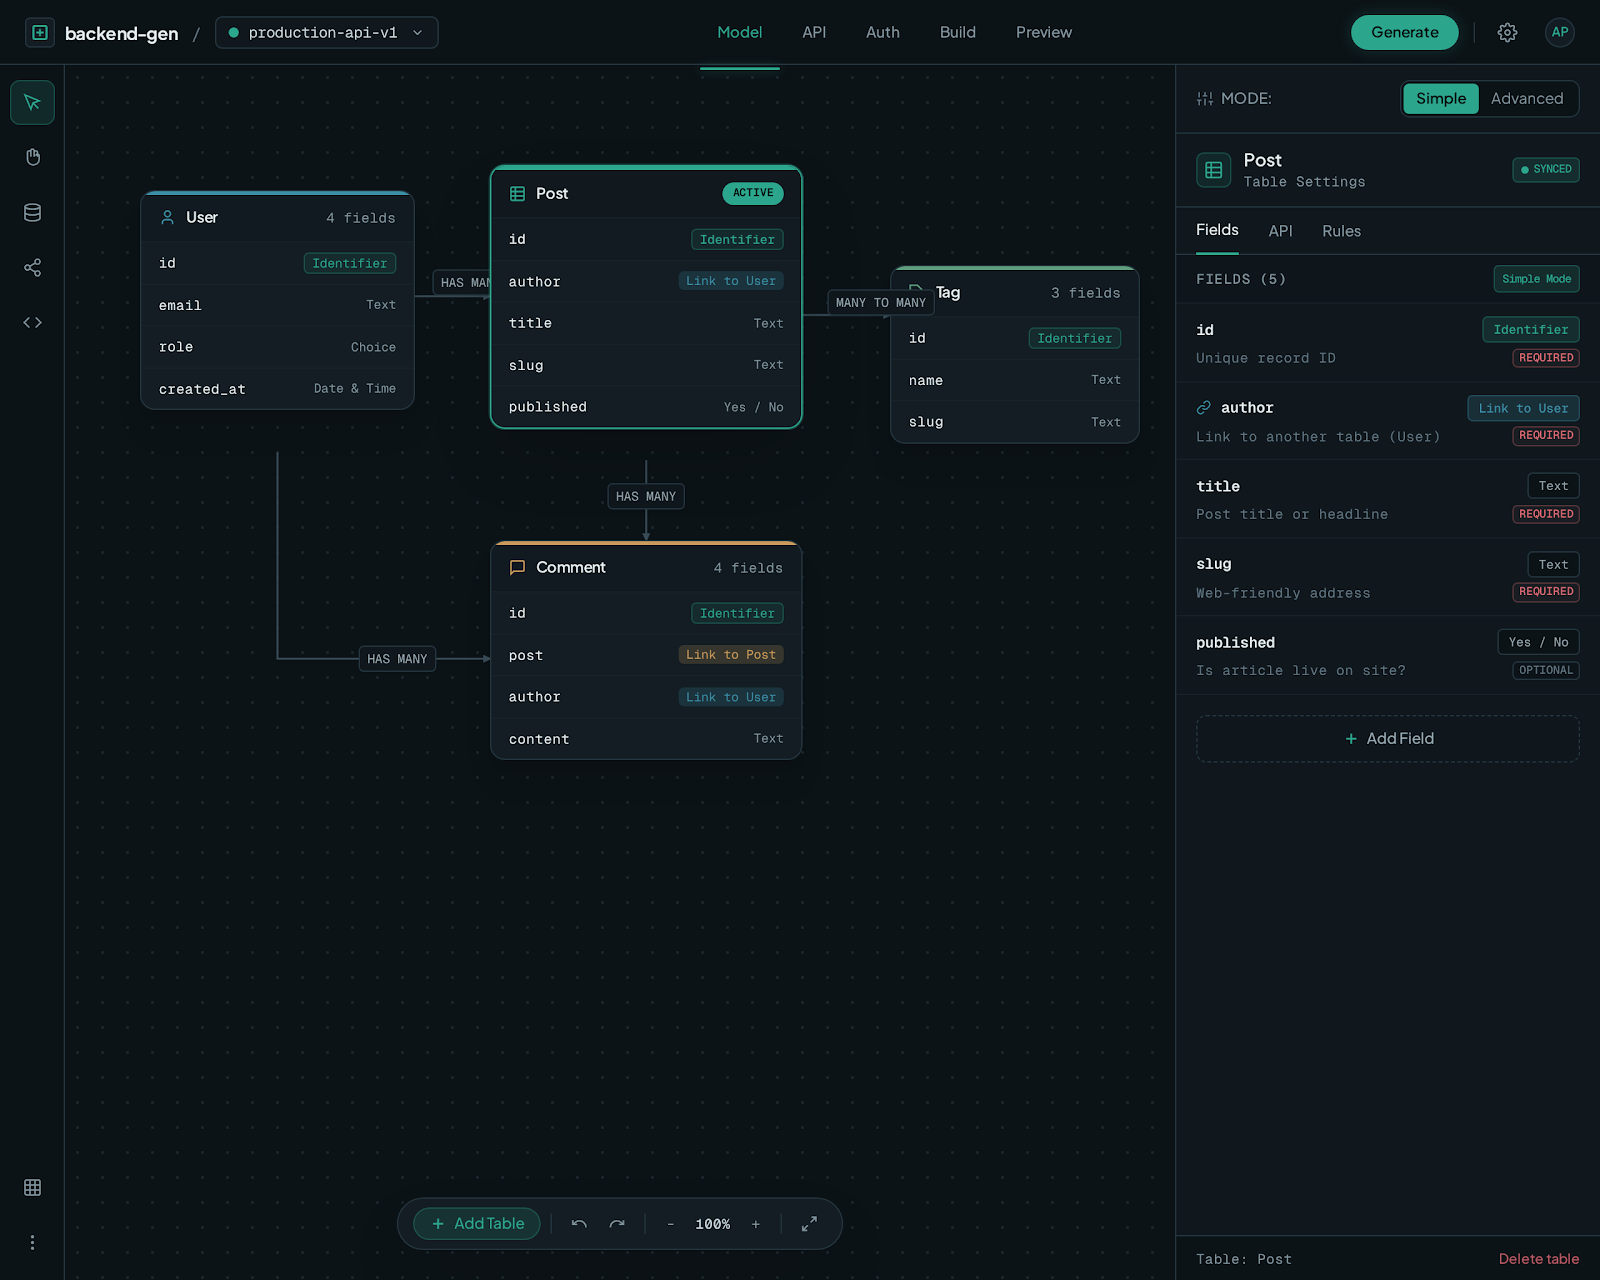 backend-gen / production-api-v1
Model API Auth Build Preview
Generate
AP
User 4 fields
id Identifier
email Text
role Choice
created_at Date & Time
HAS MAN
Post ACTIVE
id Identifier
author Link to User
title Text
slug Text
published Yes / No
MANY TO MANY
Tag 3 fields
id Identifier
name Text
slug Text
HAS MANY
Comment 4 fields
id Identifier
post Link to Post
author Link to User
content Text
HAS MANY
+ Add Table
- 100% +
MODE: Simple Advanced
Post
Table Settings
SYNCED
Fields API Rules
FIELDS (5) Simple Mode
id Identifier
Unique record ID REQUIRED
author Link to User
Link to another table (User) REQUIRED
title Text
Post title or headline REQUIRED
slug Text
Web-friendly address REQUIRED
published Yes / No
Is article live on site? OPTIONAL
+ Add Field
Table: Post Delete table